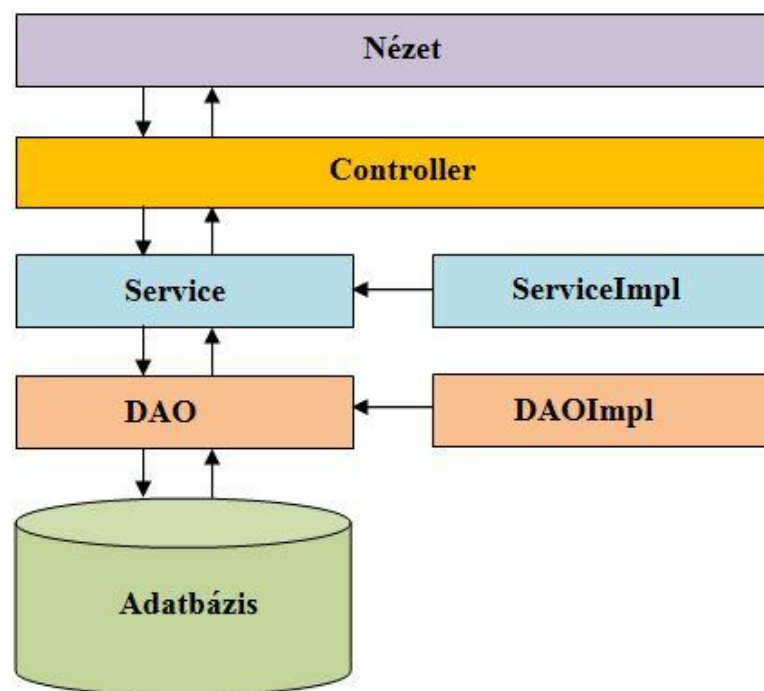 Nézet
Controller
Service
ServiceImpl
DAO
DAOImpl
Adatbázis